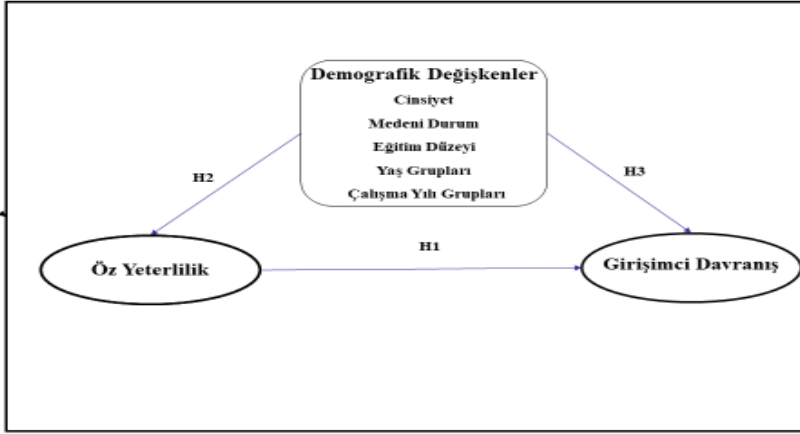 Demografik Değişkenler
Cinsiyet
Medeni Durum
Eğitim Düzeyi
Yaş Grupları
Çalışma Yılı Grupları
H2
H3
H1
Öz Yeterlilik
Girişimci Davranış